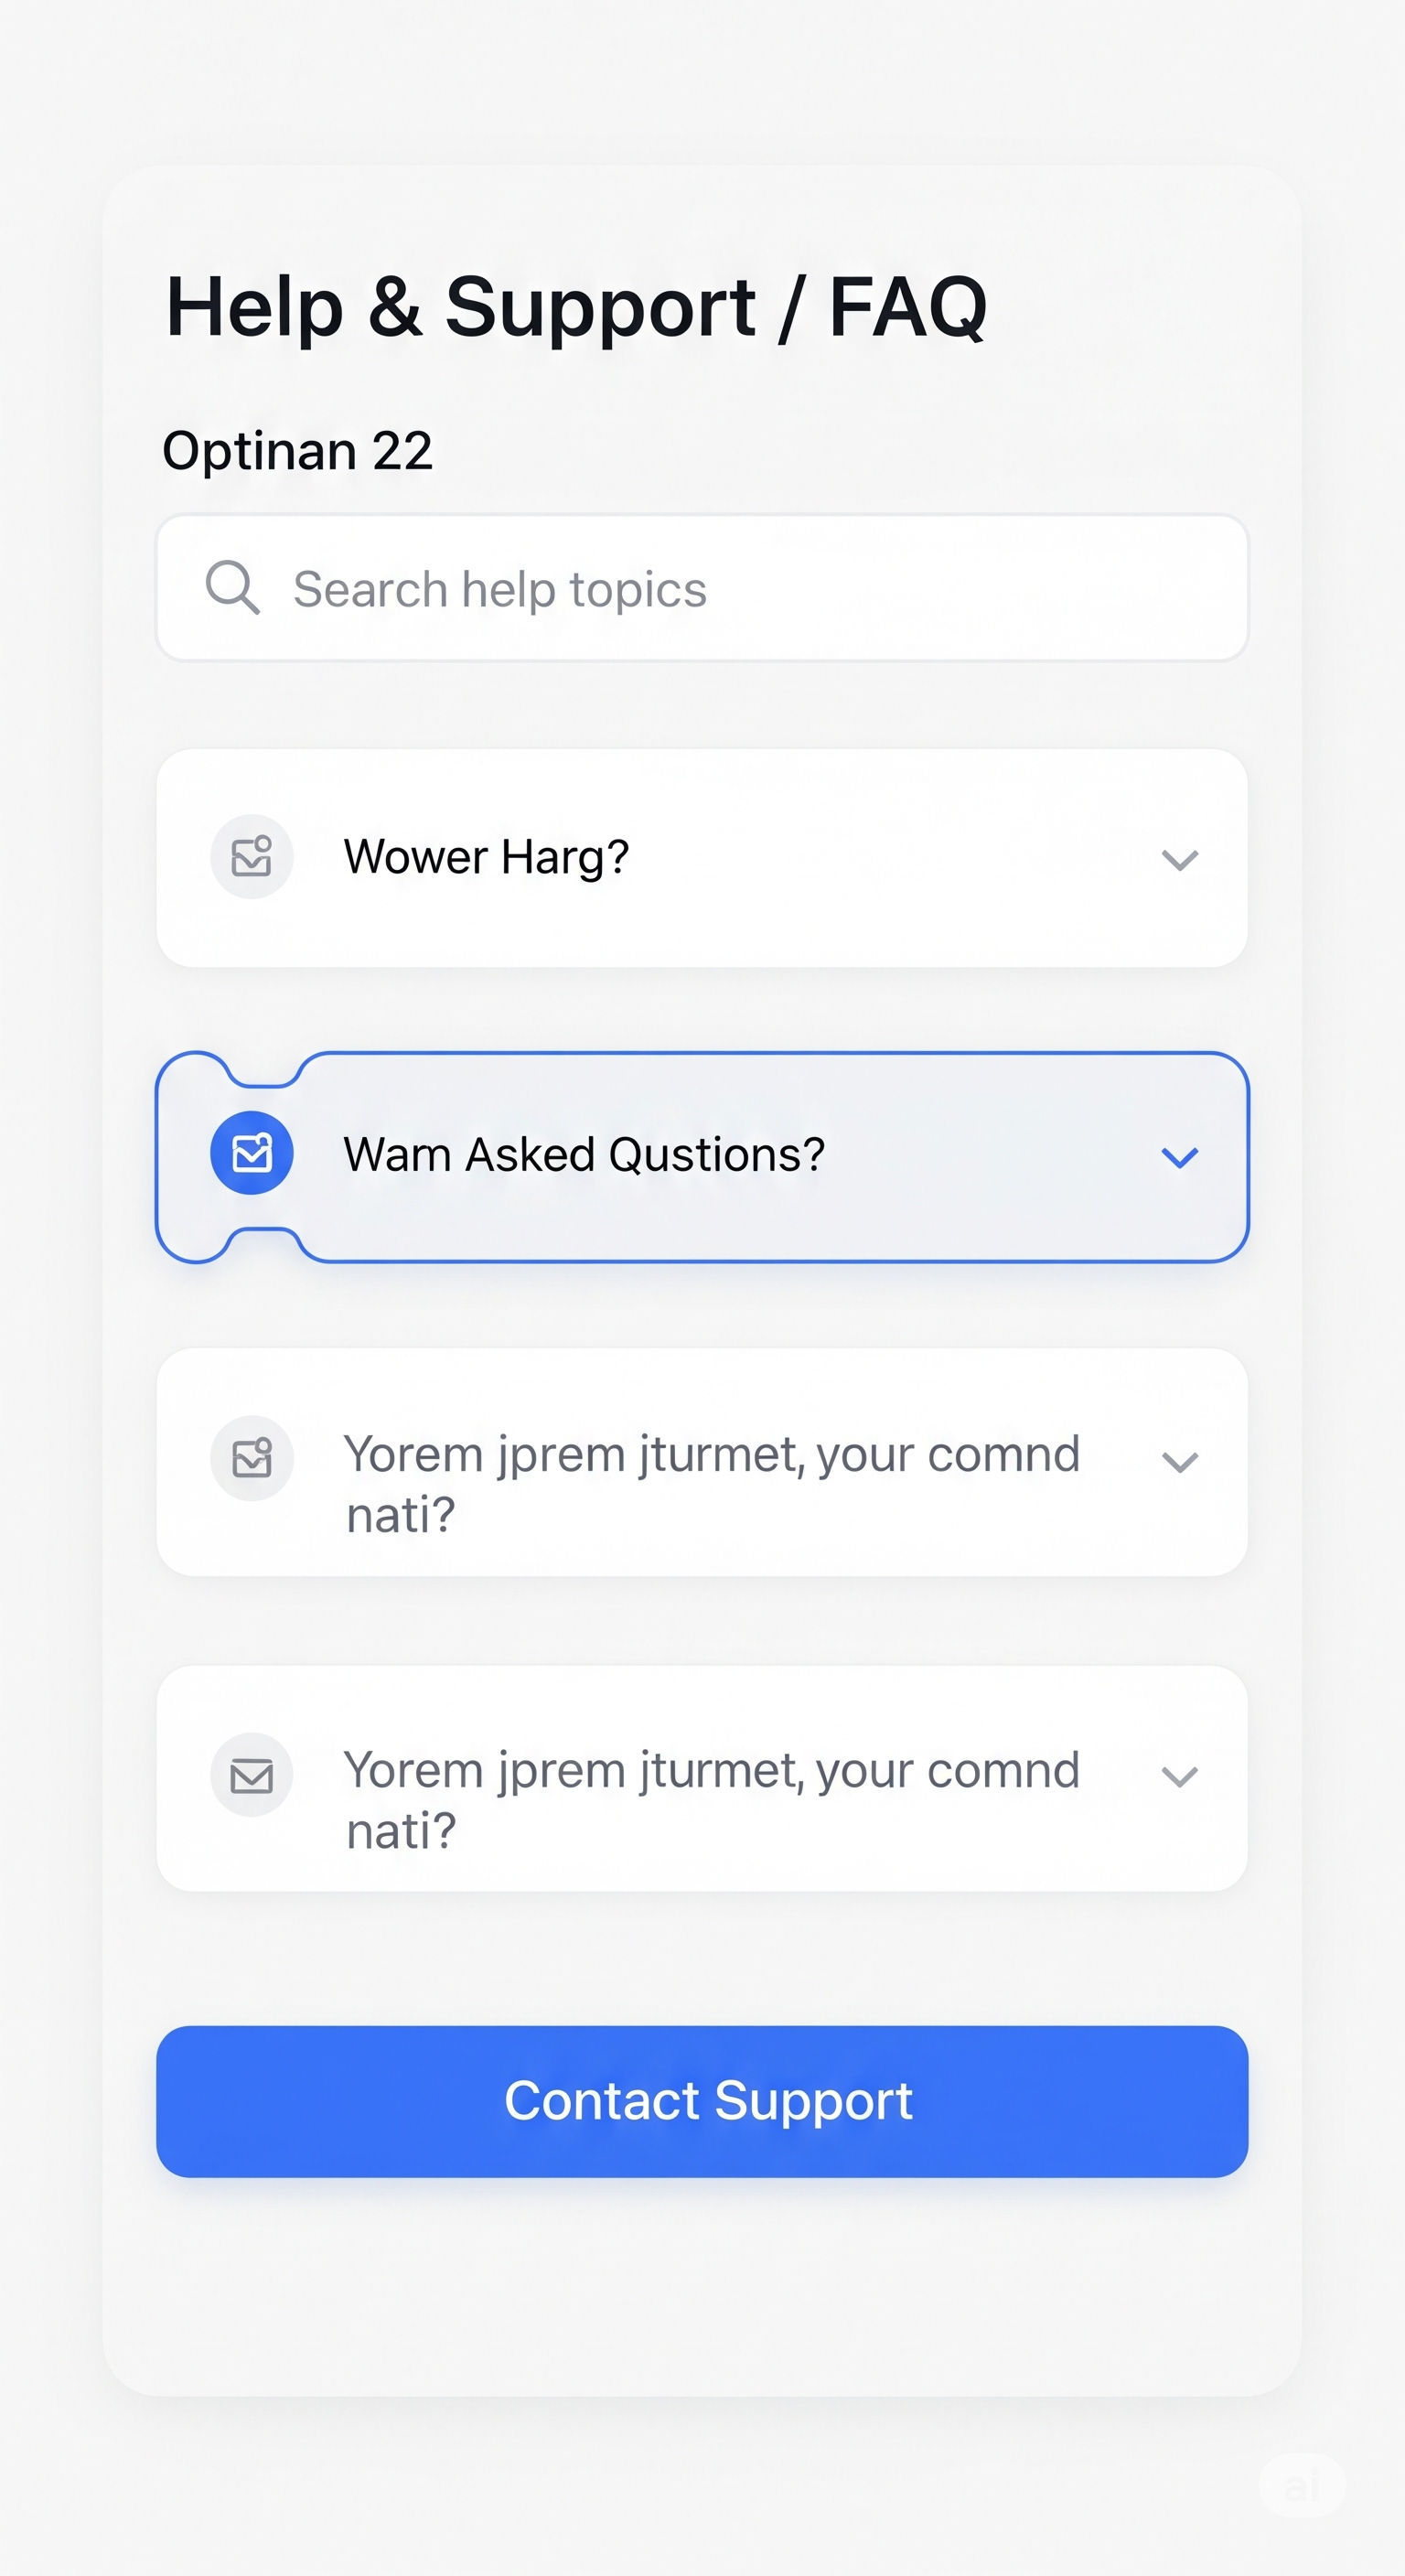 Help & Support / FAQ
Optinan 22
Search help topics
Wower Harg?
Wam Asked Qustions?
Yorem jprem jturmet, your comnd
nati?
Yorem jprem jturmet, your comnd
nati?
Contact Support
ai